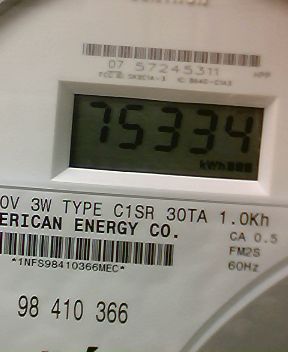 07 57245311
75334
kWh
0V 3W TYPE C1SR 30TA 1.0Kh
ERICAN ENERGY CO.
CA 0.5
FM2S
60Hz
*1NFS98410366MEC*
98 410 366